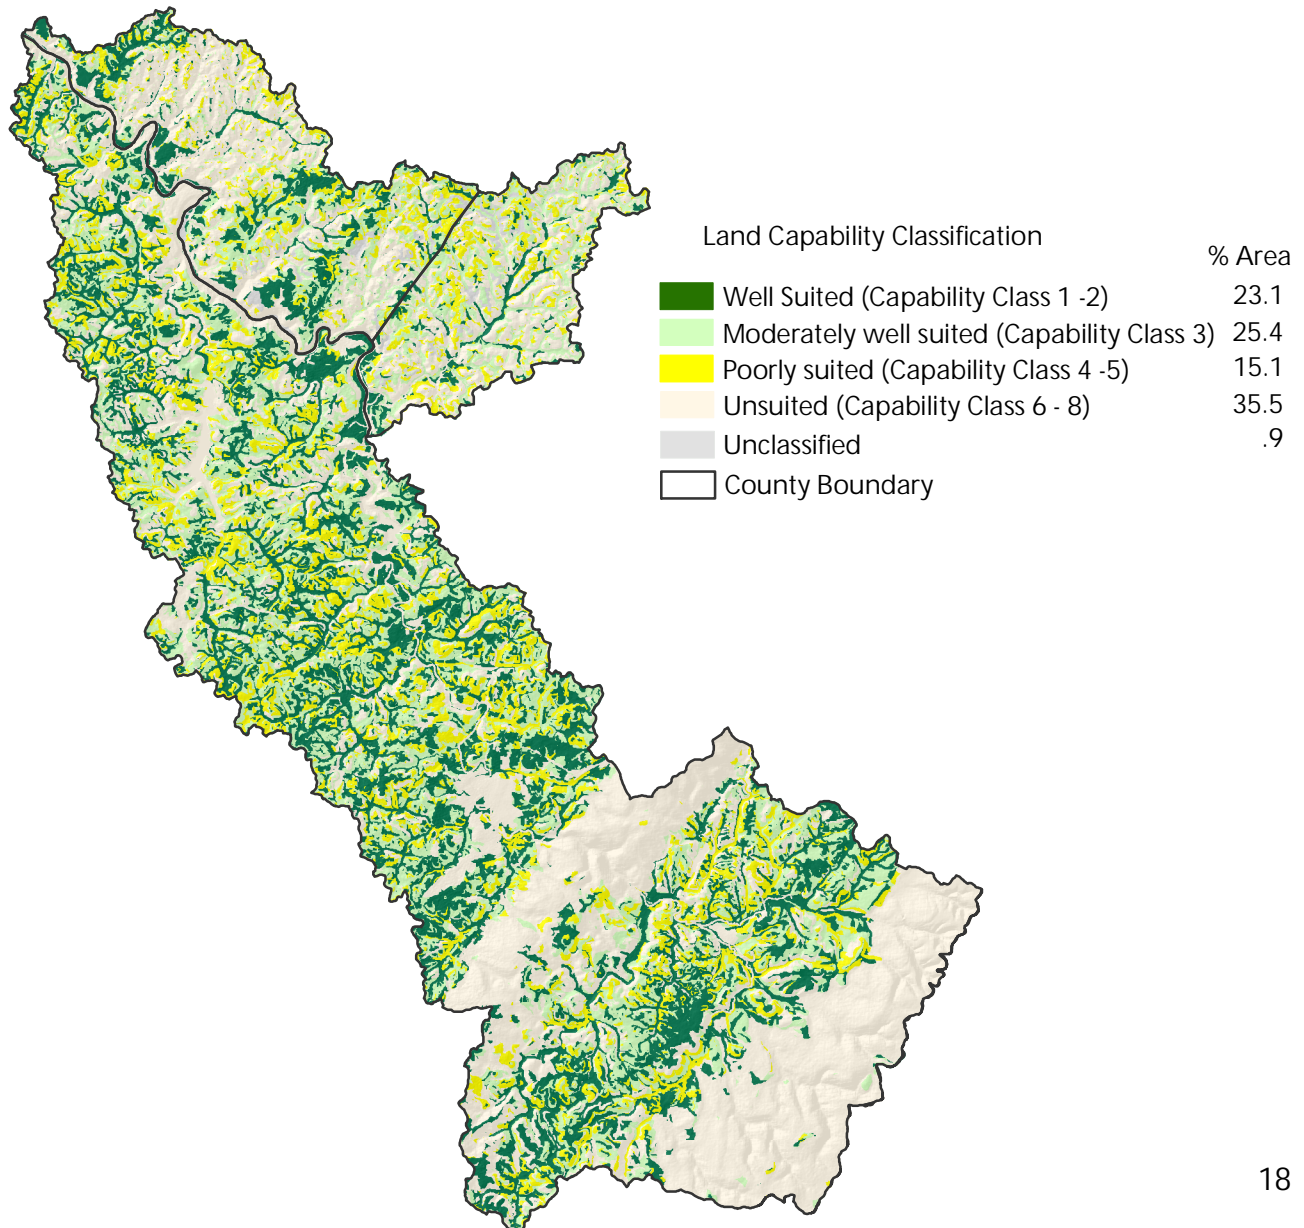 Land Capability Classification
% Area
Well Suited (Capability Class 1 -2) 23.1
Moderately well suited (Capability Class 3) 25.4
Poorly suited (Capability Class 4 -5) 15.1
Unsuited (Capability Class 6 - 8) 35.5
Unclassified .9
County Boundary
18